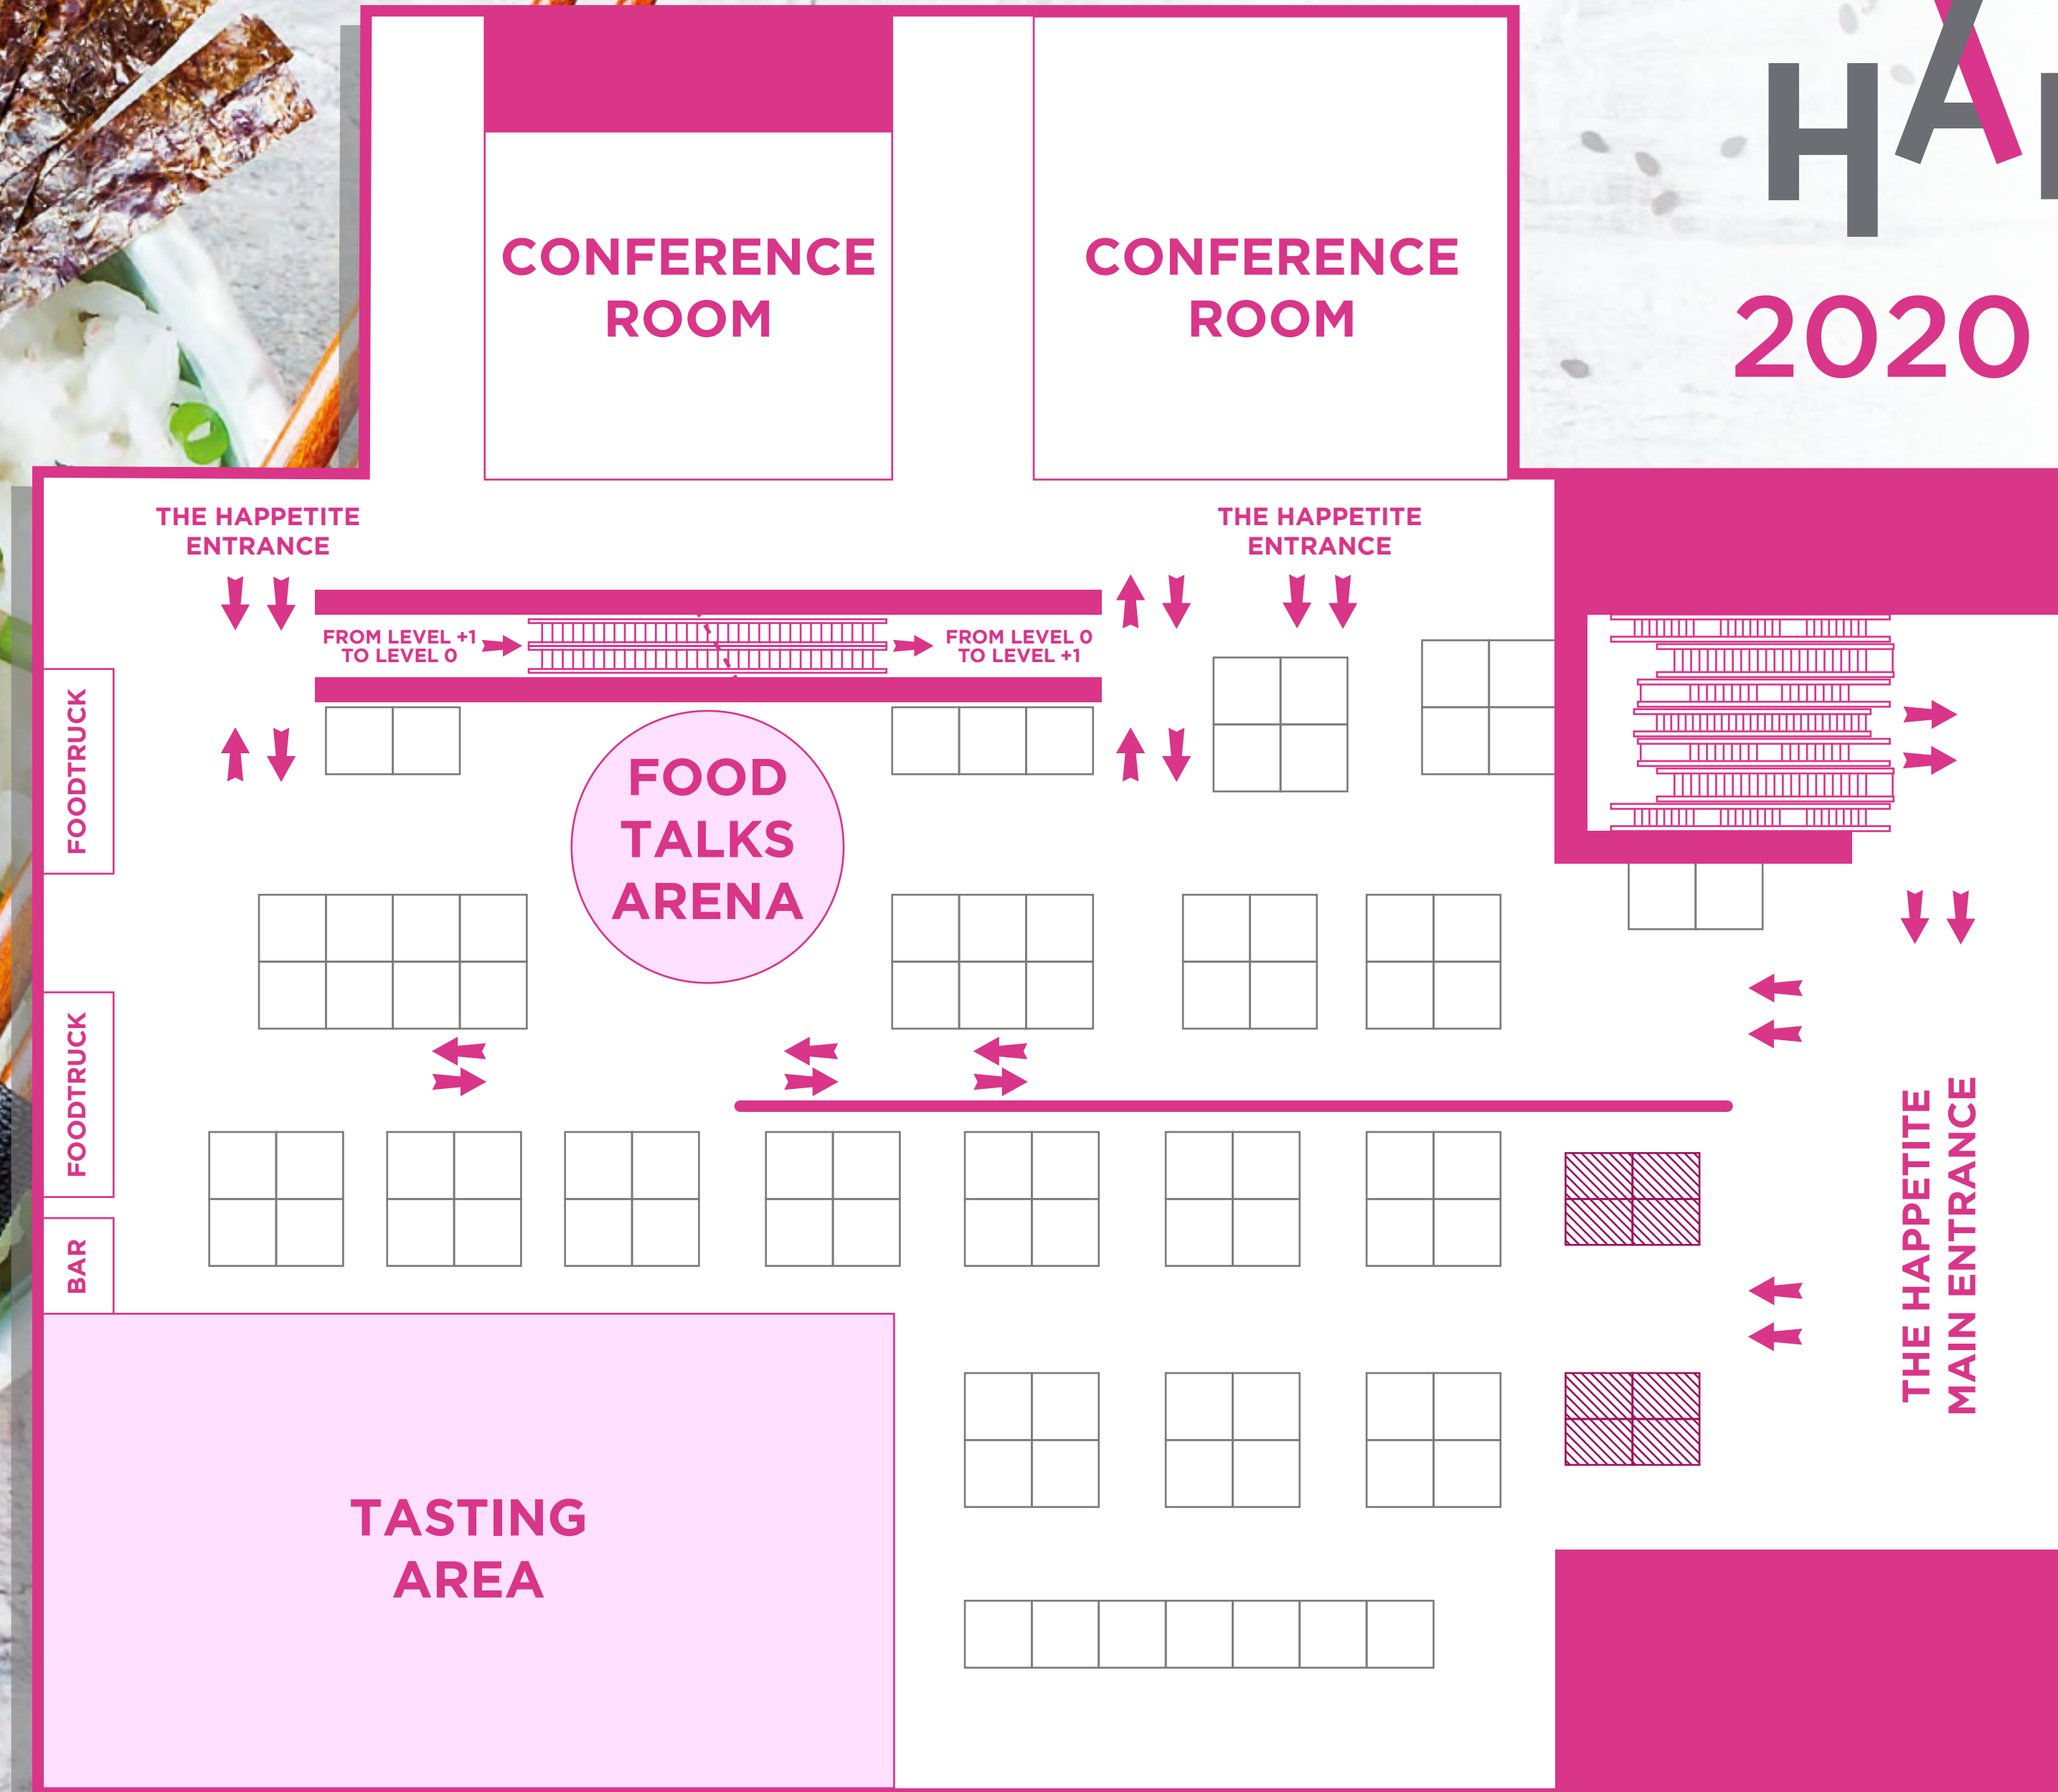 2020
CONFERENCE
ROOM
CONFERENCE
ROOM
THE HAPPETITE
ENTRANCE
THE HAPPETITE
ENTRANCE
FROM LEVEL +1
TO LEVEL 0
FROM LEVEL 0
TO LEVEL +1
FOODTRUCK
FOOD
TALKS
ARENA
FOODTRUCK
BAR
THE HAPPETITE
MAIN ENTRANCE
TASTING
AREA